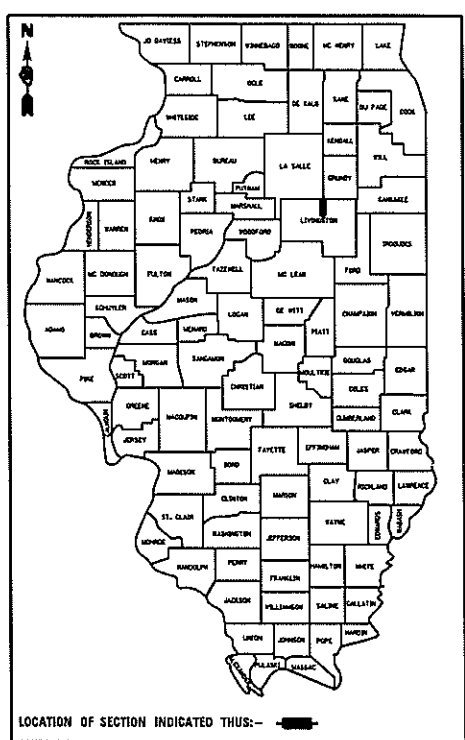 N
JO DAVIESS STEPHENSON WINNEBAGO BOONE MC HENRY LAKE
CARROLL OGLE DE KALB KANE DU PAGE COOK
WHITESIDE LEE
KENDALL WILL
ROCK ISLAND HENRY BUREAU LA SALLE GRUNDY
MERCER PUTNAM KANKAKEE
STARK MARSHALL LIVINGSTON
HENDERSON WARREN KNOX PEORIA WOODFORD IROQUOIS
HANCOCK MC DONOUGH FULTON TAZEWELL MC LEAN FORD
MASON
SCHUYLER LOGAN DE WITT CHAMPAIGN VERMILION
ADAMS BROWN CASS MENARD MACON PIATT
MORGAN SANGAMON DOUGLAS EDGAR
PIKE SCOTT CHRISTIAN MOULTRIE COLES
GREENE MACOUPIN MONTGOMERY SHELBY CUMBERLAND CLARK
CALHOUN JERSEY
FAYETTE EFFINGHAM JASPER CRAWFORD
MADISON BOND CLAY RICHLAND LAWRENCE
CLINTON MARION
ST. CLAIR WAYNE EDWARDS WABASH
MONROE WASHINGTON JEFFERSON
RANDOLPH PERRY HAMILTON WHITE
FRANKLIN
JACKSON WILLIAMSON SALINE GALLATIN
UNION JOHNSON POPE HARDIN
ALEXANDER PULASKI MASSAC
LOCATION OF SECTION INDICATED THUS:-